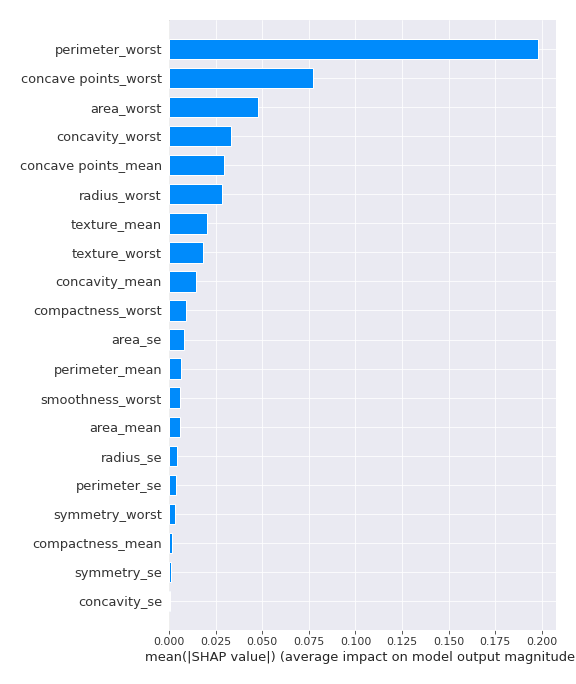 perimeter_worst
concave points_worst
area_worst
concavity_worst
concave points_mean
radius_worst
texture_mean
texture_worst
concavity_mean
compactness_worst
area_se
perimeter_mean
smoothness_worst
area_mean
radius_se
perimeter_se
symmetry_worst
compactness_mean
symmetry_se
concavity_se
0.000 0.025 0.050 0.075 0.100 0.125 0.150 0.175 0.200
mean(|SHAP value|) (average impact on model output magnitude